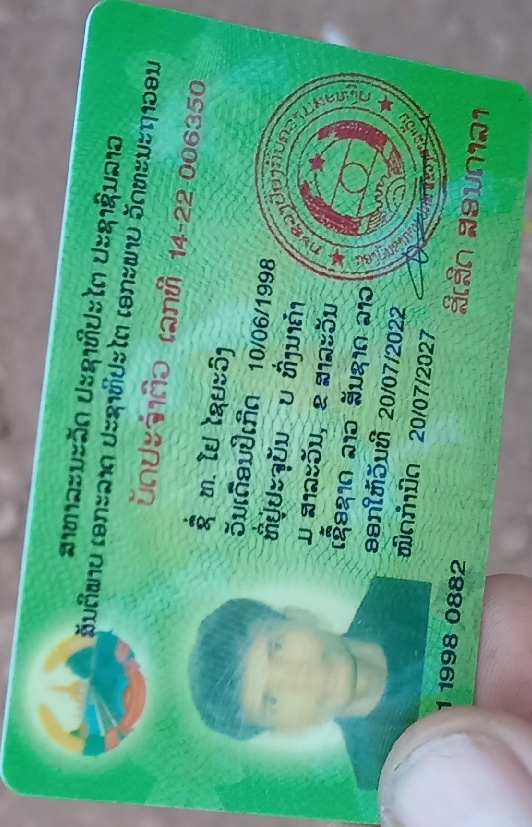 ສາທາລະນະລັດ ປະຊາທິປະໄຕ ປະຊາຊົນລາວ
ສັນຕິພາບ ເອກະລາດ ປະຊາທິປະໄຕ ເອກະພາບ ວັດທະນະຖາວອນ
ບັດປະຈຳຕົວ ເລກທີ 14-22 006350
ຊື່ ທ. ໄປ ໄຊຍະວົງ
ວັນເດືອນປີເກີດ 10/06/1998
ທີ່ຢູ່ປະຈຸບັນ ບ ທົ່ງນາຄຳ
ມ ສາລະວັນ, ຂ ສາລະວັນ
ເຊື້ອຊາດ ລາວ ສັນຊາດ ລາວ
ອອກໃຫ້ວັນທີ 20/07/2022
ໝົດກຳນົດ 20/07/2027
ສີເສິກ ສອນດາລາ
1998 0882